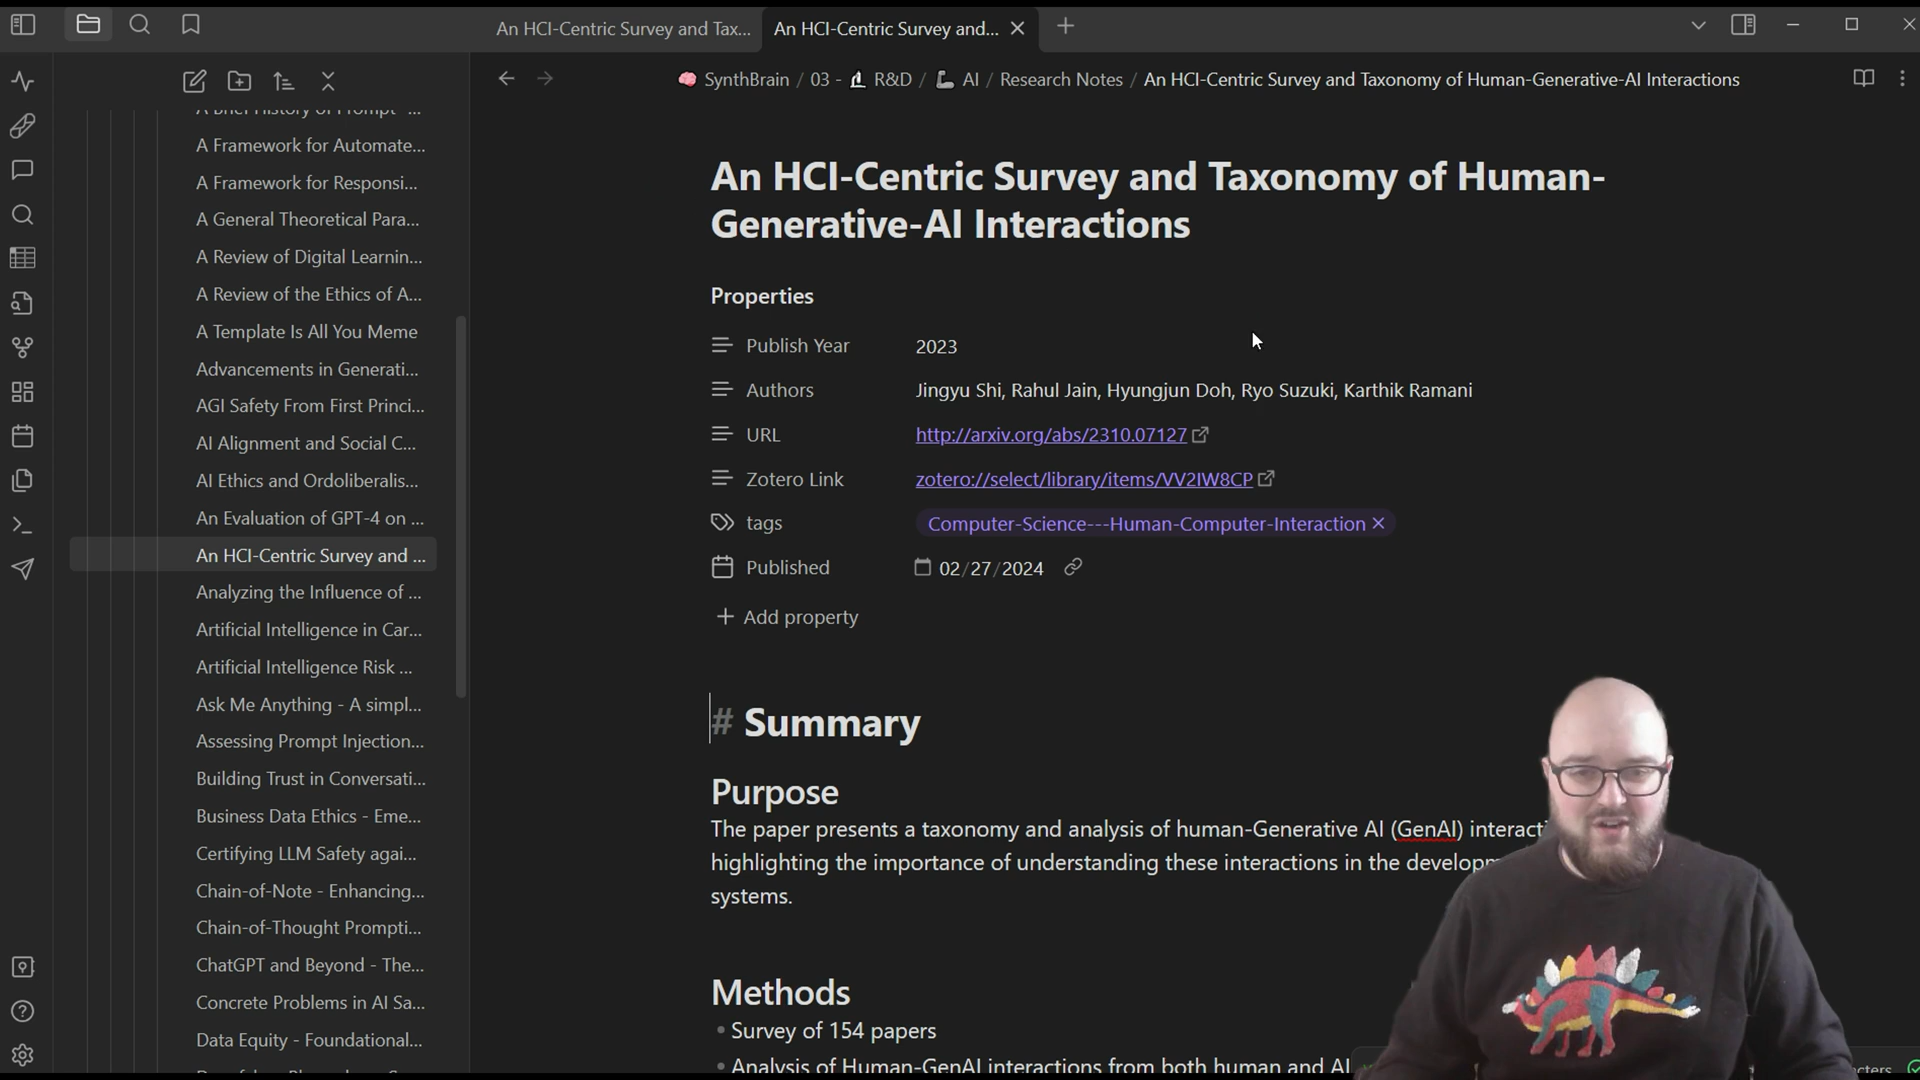 An HCI-Centric Survey and Tax...
An HCI-Centric Survey and...
SynthBrain / 03 - R&D / AI / Research Notes / An HCI-Centric Survey and Taxonomy of Human-Generative-AI Interactions
A Framework for Automate...
A Framework for Responsi...
A General Theoretical Para...
A Review of Digital Learnin...
A Review of the Ethics of A...
A Template Is All You Meme
Advancements in Generati...
AGI Safety From First Princi...
AI Alignment and Social C...
AI Ethics and Ordoliberalis...
An Evaluation of GPT-4 on ...
An HCI-Centric Survey and ...
Analyzing the Influence of ...
Artificial Intelligence in Car...
Artificial Intelligence Risk ...
Ask Me Anything - A simpl...
Assessing Prompt Injection...
Building Trust in Conversati...
Business Data Ethics - Eme...
Certifying LLM Safety agai...
Chain-of-Note - Enhancing...
Chain-of-Thought Prompti...
ChatGPT and Beyond - The...
Concrete Problems in AI Sa...
Data Equity - Foundational...
An HCI-Centric Survey and Taxonomy of Human-
Generative-AI Interactions
Properties
Publish Year 2023
Authors Jingyu Shi, Rahul Jain, Hyungjun Doh, Ryo Suzuki, Karthik Ramani
URL http://arxiv.org/abs/2310.07127
Zotero Link zotero://select/library/items/VV2IW8CP
tags Computer-Science---Human-Computer-Interaction
Published 02/27/2024
Add property
# Summary
Purpose
The paper presents a taxonomy and analysis of human-Generative AI (GenAI)
highlighting the importance of understanding these interactions in the
systems.
Methods
Survey of 154 papers
Analysis of Human-GenAI interactions from both human and AI